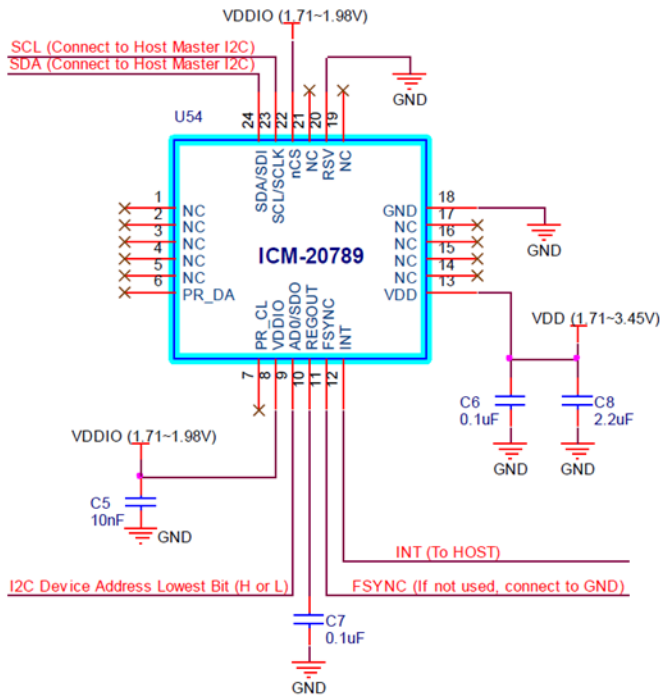 VDDIO (1.71~1.98V)
SCL (Connect to Host Master I2C)
SDA (Connect to Host Master I2C)
GND
U54
24
23
22
21
20
19
SDA/SDI
SCL/SCLK
nCS
NC
RSV
NC
1
NC
2
NC
3
NC
4
NC
5
NC
6
PR_DA
ICM-20789
18
GND
17
NC
16
NC
15
NC
14
NC
13
VDD
GND
PR_CL
VDDIO
AD0/SDO
REGOUT
FSYNC
INT
7
8
9
10
11
12
VDD (1.71~3.45V)
C6
0.1uF
C8
2.2uF
GND
GND
VDDIO (1.71~1.98V)
C5
10nF
GND
INT (To HOST)
I2C Device Address Lowest Bit (H or L)
FSYNC (If not used, connect to GND)
C7
0.1uF
GND